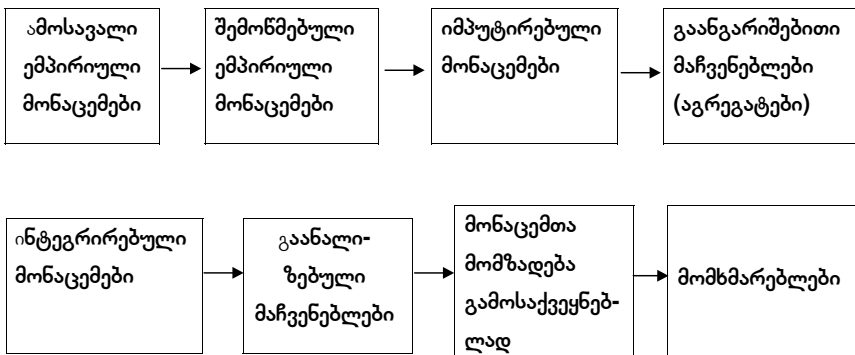 ამოსავალი
ემპირიული
მონაცემები
შემოწმებული
ემპირიული
მონაცემები
იმპუტირებული
მონაცემები
გაანგარიშებითი
მაჩვენებლები
(აგრეგატები)
ინტეგრირებული
მონაცემები
გაანალი-
ზებული
მაჩვენებლები
მონაცემთა
მომზადება
გამოსაქვეყნებ-
ლად
მომხმარებლები